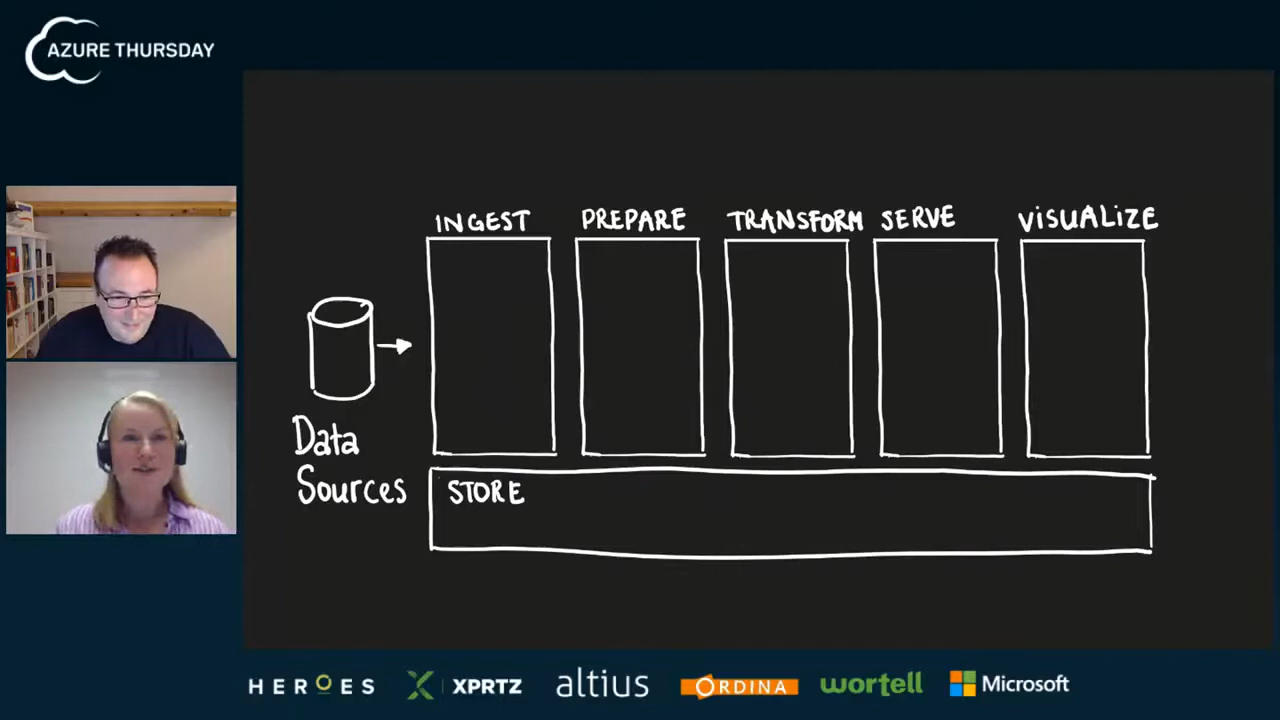 AZURE THURSDAY
INGEST PREPARE TRANSFORM SERVE VISUALIZE
Data
Sources
STORE
HEROES XPRTZ altius ORDINA wortell Microsoft